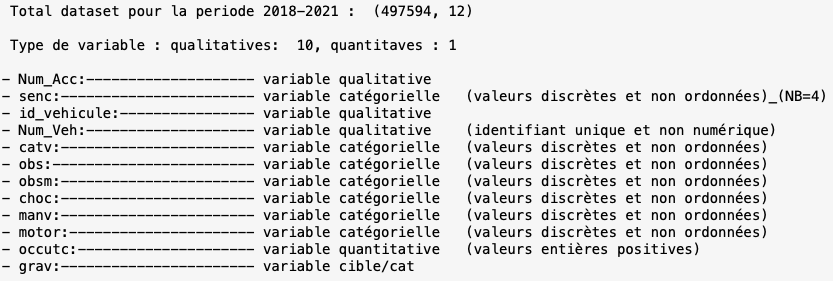 Total dataset pour la periode 2018-2021 :  (497594, 12)
Type de variable : qualitatives:  10, quantitaves : 1
- Num_Acc:-------------------- variable qualitative
- senc:----------------------- variable catégorielle   (valeurs discrètes et non ordonnées)_(NB=4)
- id_vehicule:---------------- variable qualitative
- Num_Veh:-------------------- variable qualitative    (identifiant unique et non numérique)
- catv:----------------------- variable catégorielle   (valeurs discrètes et non ordonnées)
- obs:------------------------ variable catégorielle   (valeurs discrètes et non ordonnées)
- obsm:----------------------- variable catégorielle   (valeurs discrètes et non ordonnées)
- choc:----------------------- variable catégorielle   (valeurs discrètes et non ordonnées)
- manv:----------------------- variable catégorielle   (valeurs discrètes et non ordonnées)
- motor:---------------------- variable catégorielle   (valeurs discrètes et non ordonnées)
- occutc:--------------------- variable quantitative   (valeurs entières positives)
- grav:----------------------- variable cible/cat